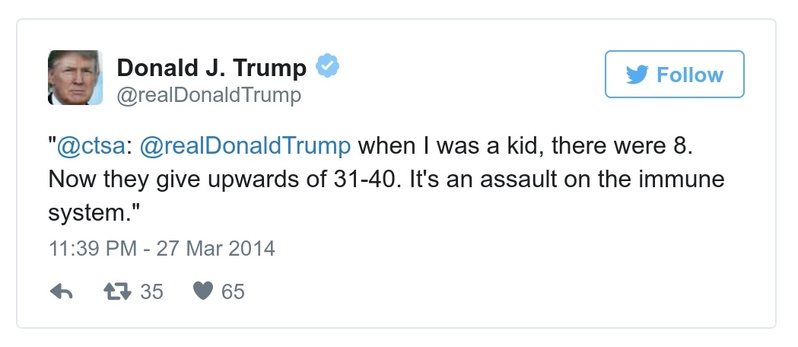 Donald J. Trump
@realDonaldTrump
Follow
"@ctsa: @realDonaldTrump when I was a kid, there were 8.
Now they give upwards of 31-40. It's an assault on the immune
system."
11:39 PM - 27 Mar 2014
35 65